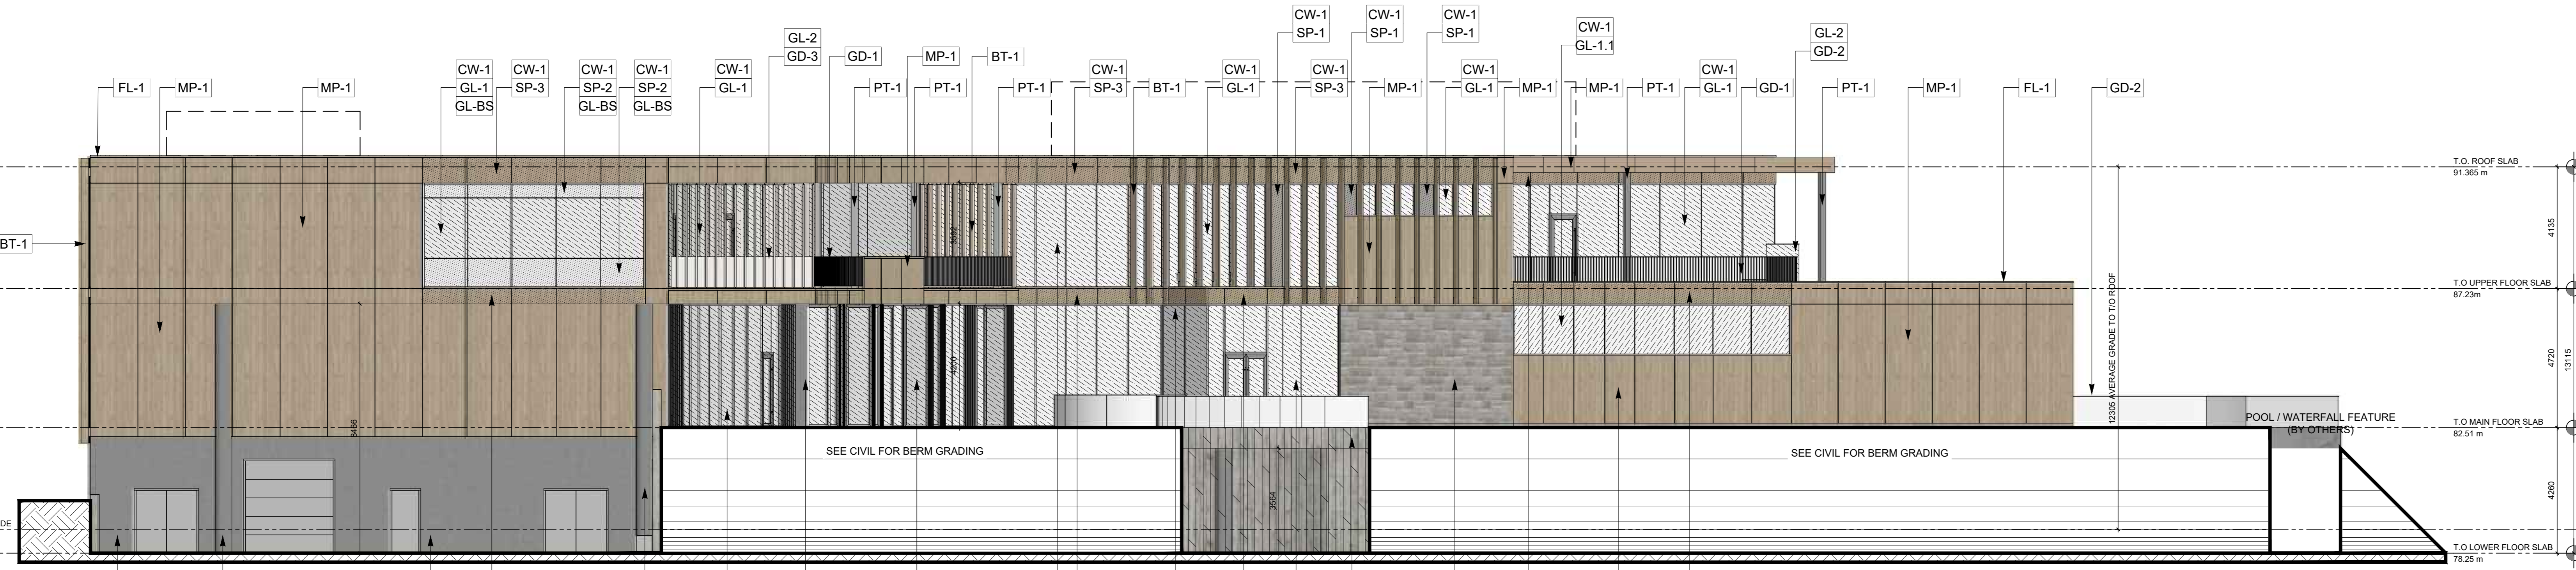 CW-1
SP-1
CW-1
SP-1
CW-1
SP-1
CW-1
GL-1.1
GL-2
GD-3
GL-2
GD-2
GD-1
MP-1
BT-1
FL-1
MP-1
MP-1
CW-1
GL-1
GL-BS
CW-1
SP-3
CW-1
SP-2
GL-BS
CW-1
SP-2
GL-BS
CW-1
GL-1
PT-1
PT-1
PT-1
CW-1
SP-3
BT-1
CW-1
GL-1
CW-1
SP-3
MP-1
CW-1
GL-1
MP-1
MP-1
PT-1
CW-1
GL-1
GD-1
PT-1
MP-1
FL-1
GD-2
T.O. ROOF SLAB
91.365 m
BT-1
4135
T.O UPPER FLOOR SLAB
87.23m
12305 AVERAGE GRADE TO T/O ROOF
4720
13115
4200
8486
POOL / WATERFALL FEATURE
(BY OTHERS)
T.O MAIN FLOOR SLAB
82.51 m
SEE CIVIL FOR BERM GRADING
SEE CIVIL FOR BERM GRADING
3564
4260
DE
T.O LOWER FLOOR SLAB
78.25 m